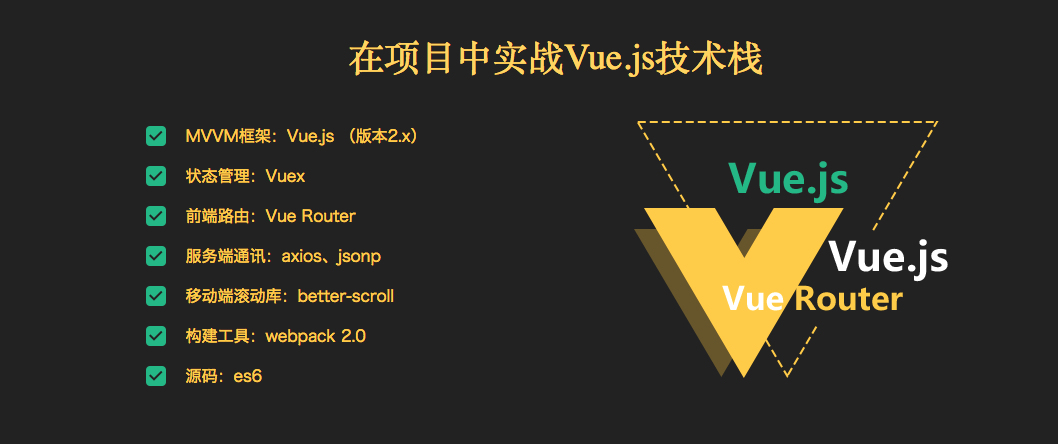 在项目中实战Vue.js技术栈
MVVM框架：Vue.js （版本2.x）
状态管理：Vuex
前端路由：Vue Router
服务端通讯：axios、jsonp
移动端滚动库：better-scroll
构建工具：webpack 2.0
源码：es6
Vue.js
Vue.js
Vue Router